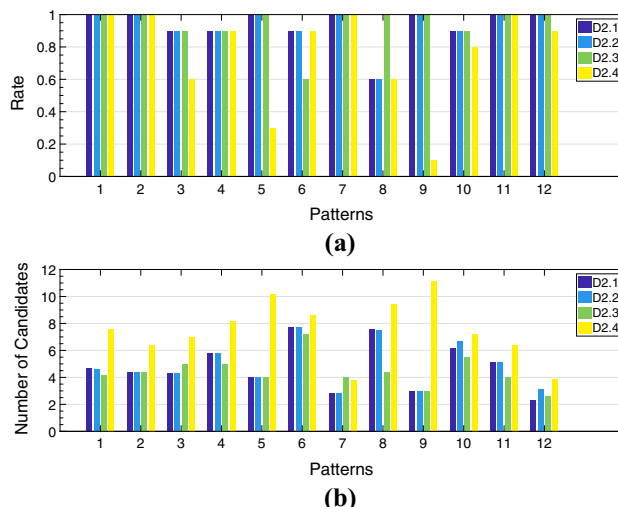 1
0.8
0.6
0.4
0.2
0
Rate
1 2 3 4 5 6 7 8 9 10 11 12
Patterns
D2.1
D2.2
D2.3
D2.4
(a)
12
10
8
6
4
2
0
Number of Candidates
1 2 3 4 5 6 7 8 9 10 11 12
Patterns
D2.1
D2.2
D2.3
D2.4
(b)